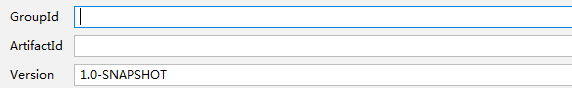 GroupId
ArtifactId
Version 1.0-SNAPSHOT